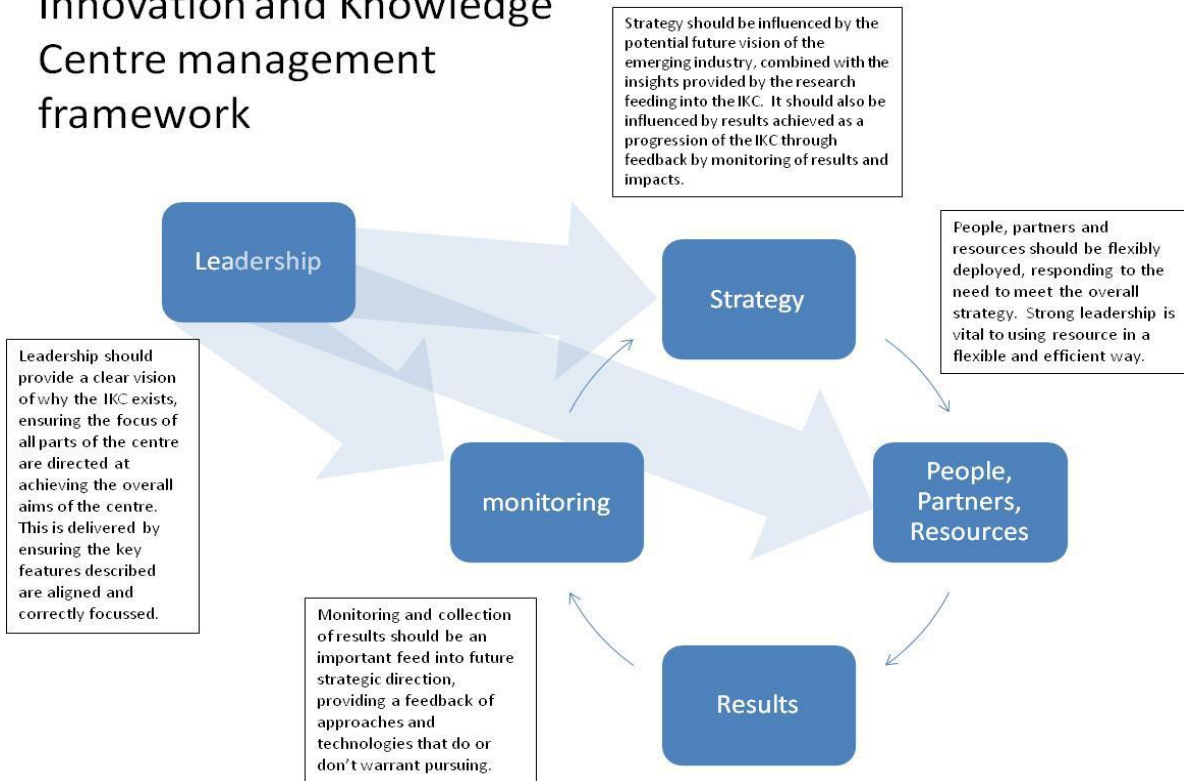 Innovation and Knowledge
Centre management
framework
Strategy should be influenced by the
potential future vision of the
emerging industry, combined with the
insights provided by the research
feeding into the IKC. It should also be
influenced by results achieved as a
progression of the IKC through
feedback by monitoring of results and
impacts.
Leadership
Strategy
People, partners and
resources should be flexibly
deployed, responding to the
need to meet the overall
strategy. Strong leadership is
vital to using resource in a
flexible and efficient way.
Leadership should
provide a clear vision
of why the IKC exists,
ensuring the focus of
all parts of the centre
are directed at
achieving the overall
aims of the centre.
This is delivered by
ensuring the key
features described
are aligned and
correctly focussed.
monitoring
People,
Partners,
Resources
Monitoring and collection
of results should be an
important feed into future
strategic direction,
providing a feedback of
approaches and
technologies that do or
don't warrant pursuing.
Results